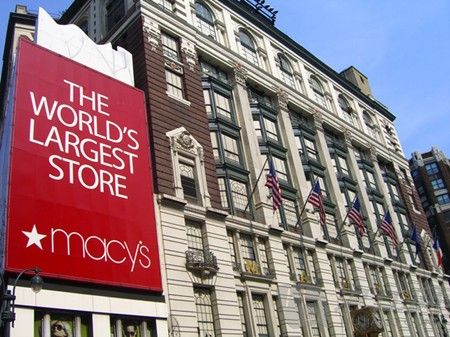 THE
WORLD'S
LARGEST
STORE
macy's